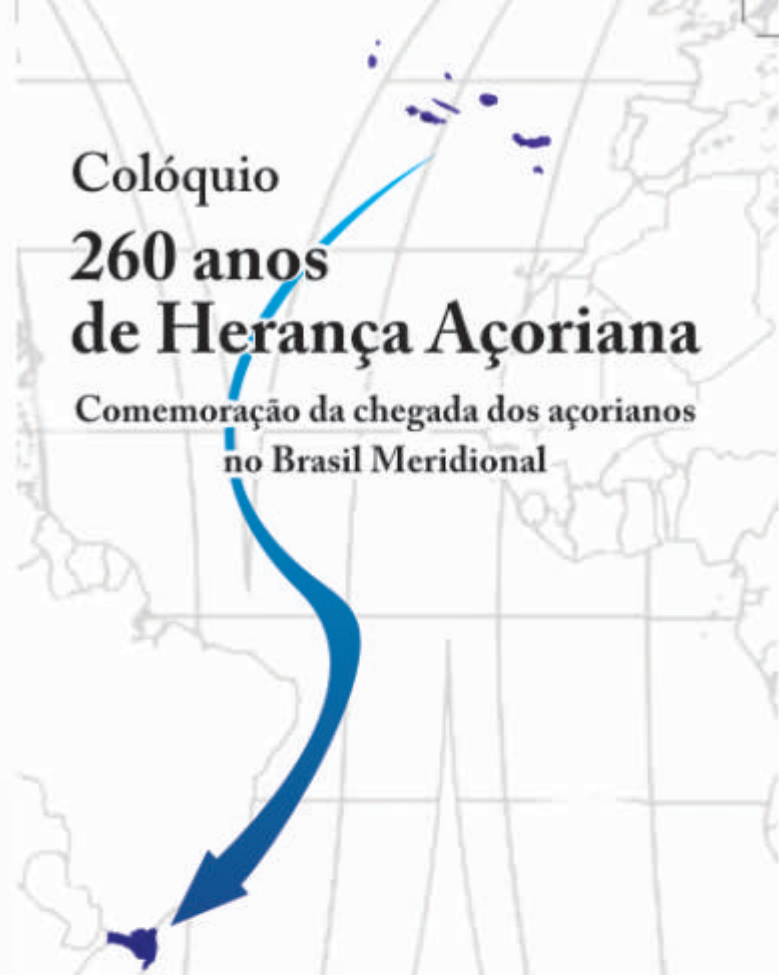 Colóquio
260 anos
de Herança Açoriana
Comemoração da chegada dos açorianos
no Brasil Meridional